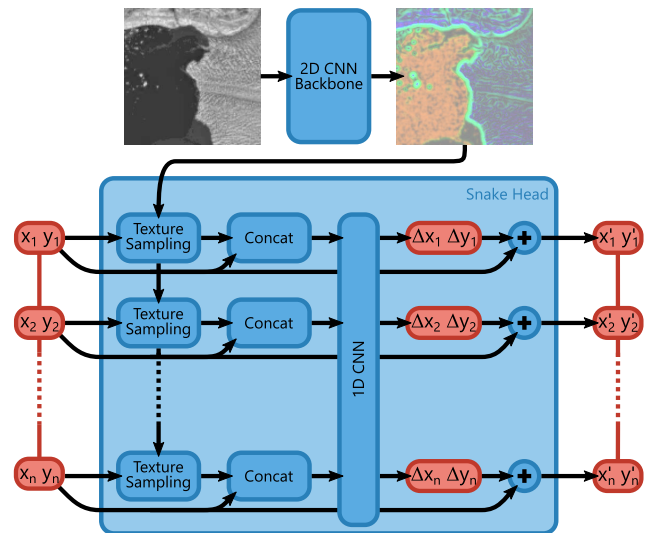 2D CNN
Backbone
Snake Head
x₁ y₁
Texture
Sampling
Concat
Δx₁ Δy₁
+
x'₁ y'₁
x₂ y₂
Texture
Sampling
Concat
Δx₂ Δy₂
+
x'₂ y'₂
1D CNN
xₙ yₙ
Texture
Sampling
Concat
Δxₙ Δyₙ
+
x'ₙ y'ₙ